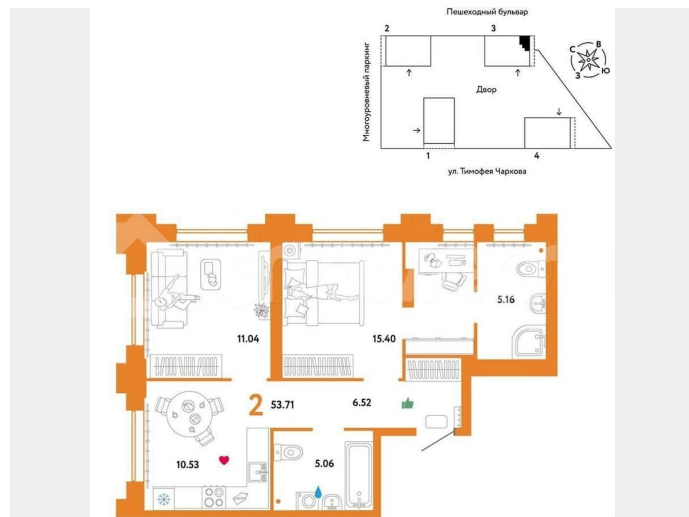 Пешеходный бульвар
2
3
С
В
З
Ю
Многоуровневый паркинг
Двор
1
4
ул. Тимофея Чаркова
5.16
11.04
15.40
2
53.71
6.52
10.53
5.06